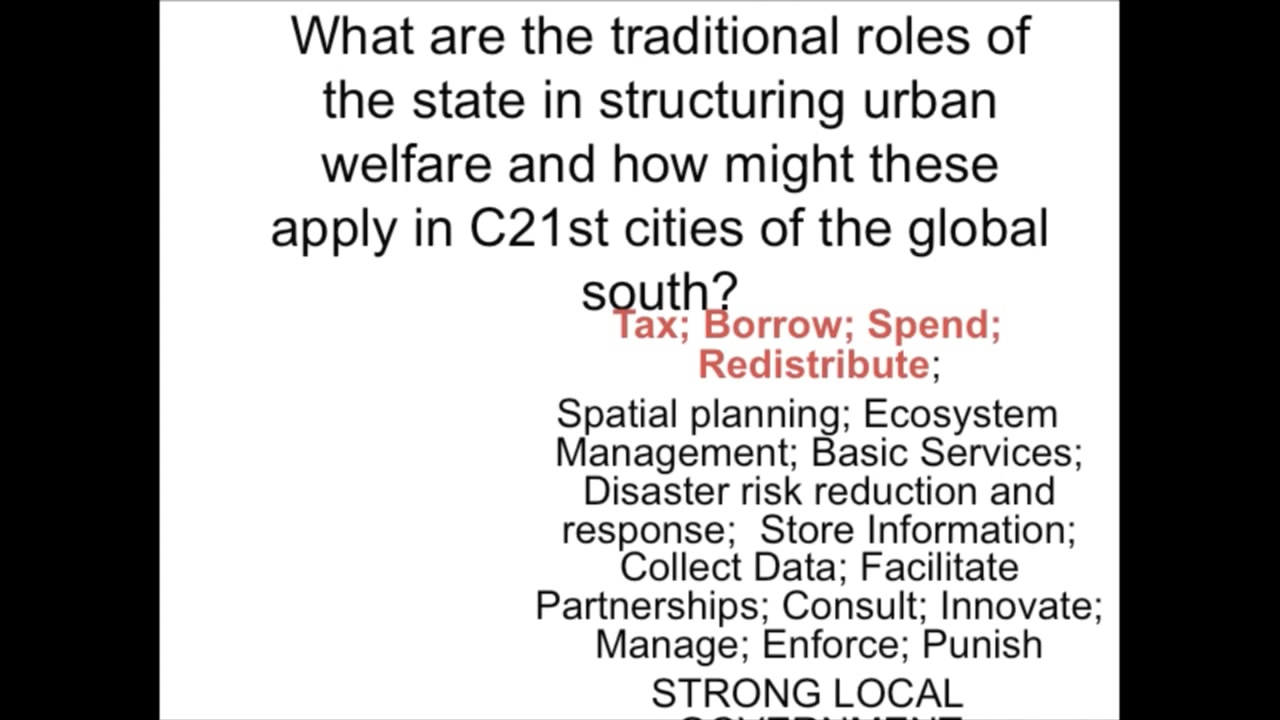 What are the traditional roles of
the state in structuring urban
welfare and how might these
apply in C21st cities of the global
south?
Tax; Borrow; Spend;
Redistribute;
Spatial planning; Ecosystem
Management; Basic Services;
Disaster risk reduction and
response;  Store Information;
Collect Data; Facilitate
Partnerships; Consult; Innovate;
Manage; Enforce; Punish
STRONG LOCAL